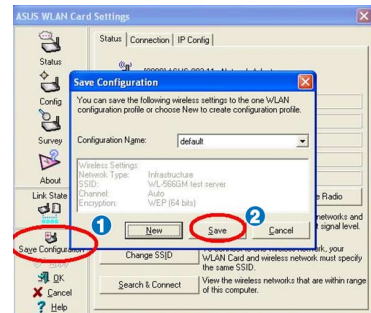 ASUS WLAN Card Settings
Status Connection IP Config
Status
Config
Survey
About
Link State
Save Configuration
OK
Cancel
Help
Save Configuration
You can save the following wireless settings to the one WLAN
configuration profile or choose New to create configuration profile.
Configuration Name: default
Wireless Settings
Network Type: Infrastructure
SSID: WL-566GM test server
Channel: Auto
Encryption: WEP (64 bits)
1 2
New Save Cancel
Radio
networks and
signal level.
Change SSID
your
WLAN Card and wireless network must specify
the same SSID.
Search & Connect
View the wireless networks that are within range
of this computer.